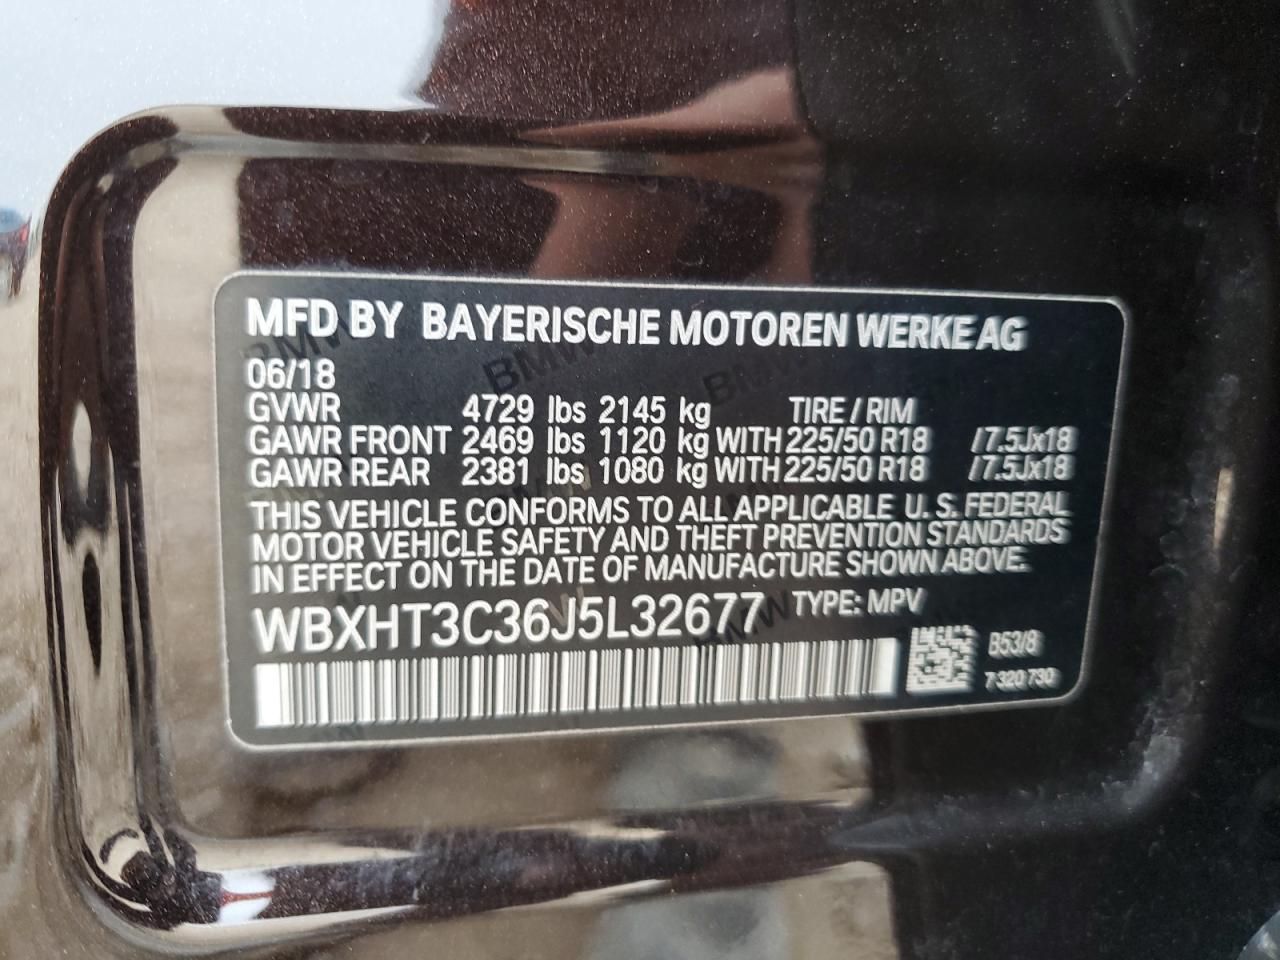 MFD BY BAYERISCHE MOTOREN WERKE AG
06/18
GVWR 4729 lbs 2145 kg TIRE / RIM
GAWR FRONT 2469 lbs 1120 kg WITH 225/50 R18 /7.5Jx18
GAWR REAR 2381 lbs 1080 kg WITH 225/50 R18 /7.5Jx18
THIS VEHICLE CONFORMS TO ALL APPLICABLE U. S. FEDERAL
MOTOR VEHICLE SAFETY AND THEFT PREVENTION STANDARDS
IN EFFECT ON THE DATE OF MANUFACTURE SHOWN ABOVE.
WBXHT3C36J5L32677 TYPE: MPV
B53/8
7 320 730